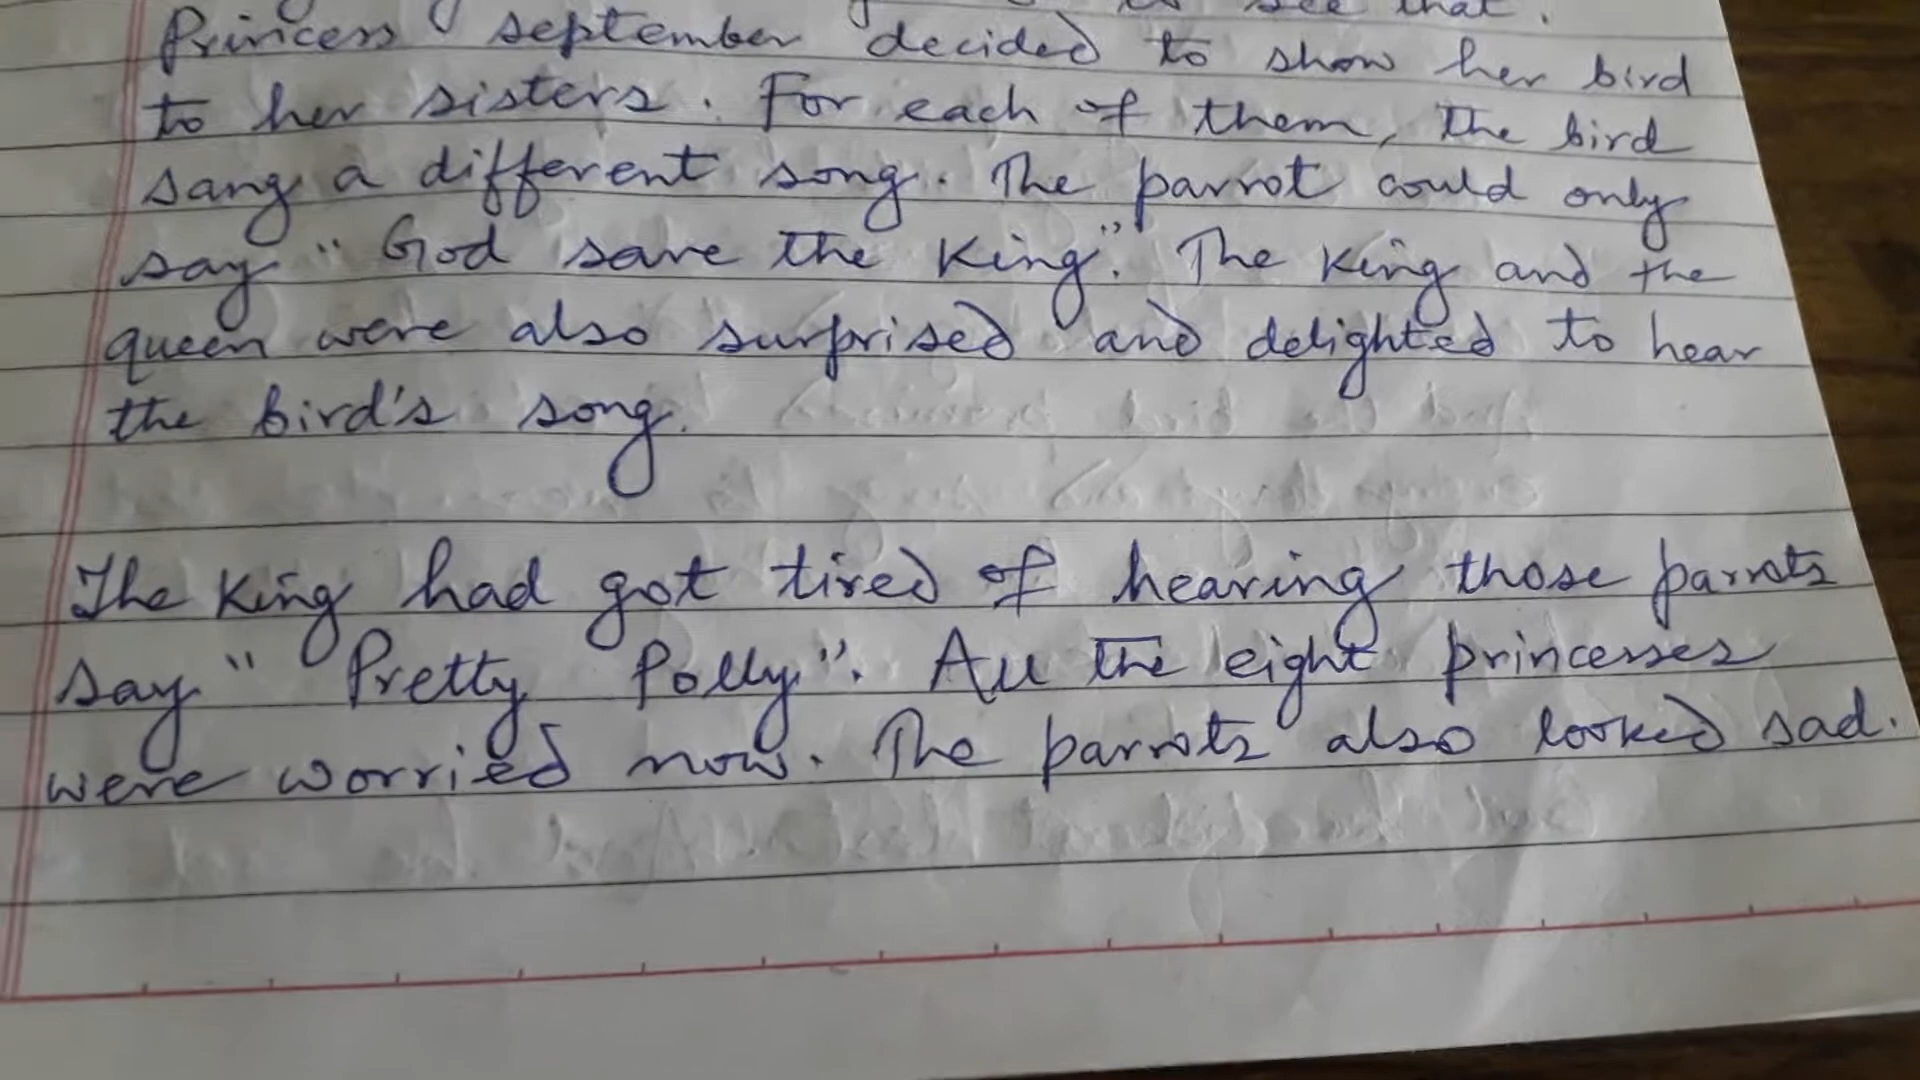 see that.
Princess september decided to show her bird
to her sisters. For each of them, the bird
sang a different song. The parrot could only
say "God save the King". The King and the
queen were also surprised and delighted to hear
the bird's song.
The King had got tired of hearing those parrots
say "Pretty Polly". All the eight princesses
were worried now. The parrots also looked sad.